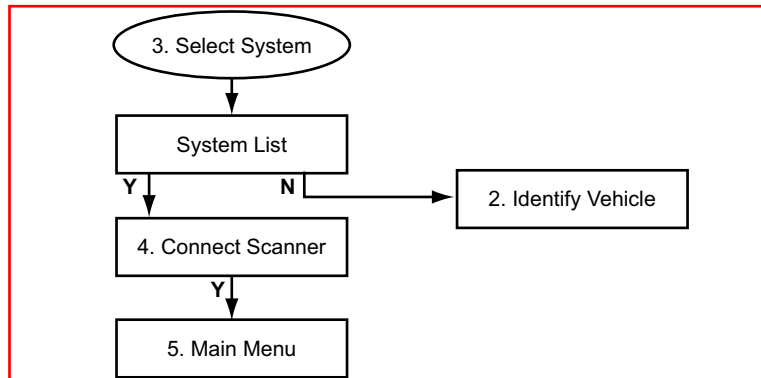 3. Select System
System List
Y
N
2. Identify Vehicle
4. Connect Scanner
Y
5. Main Menu